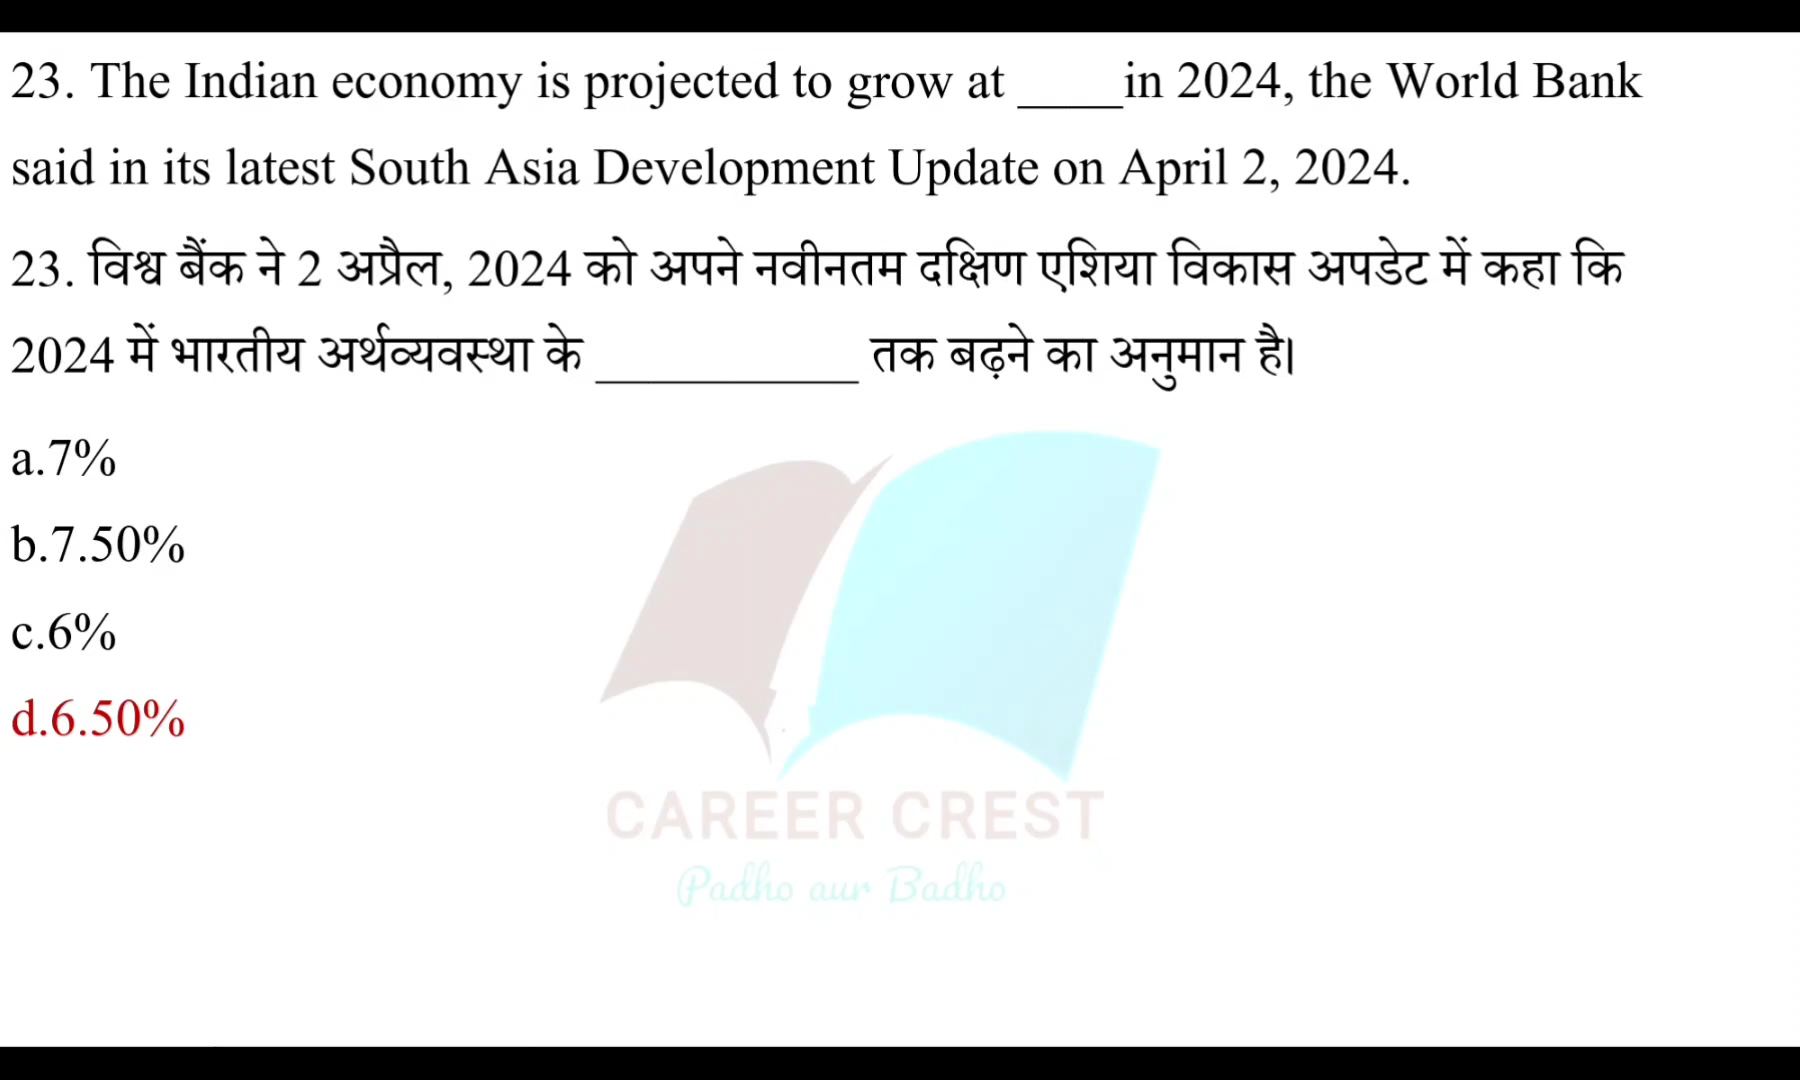 23. The Indian economy is projected to grow at ____in 2024, the World Bank
said in its latest South Asia Development Update on April 2, 2024.
23. विश्व बैंक ने 2 अप्रैल, 2024 को अपने नवीनतम दक्षिण एशिया विकास अपडेट में कहा कि
2024 में भारतीय अर्थव्यवस्था के __________ तक बढ़ने का अनुमान है।
a.7%
b.7.50%
c.6%
d.6.50%
CAREER CREST
Padho aur Badho